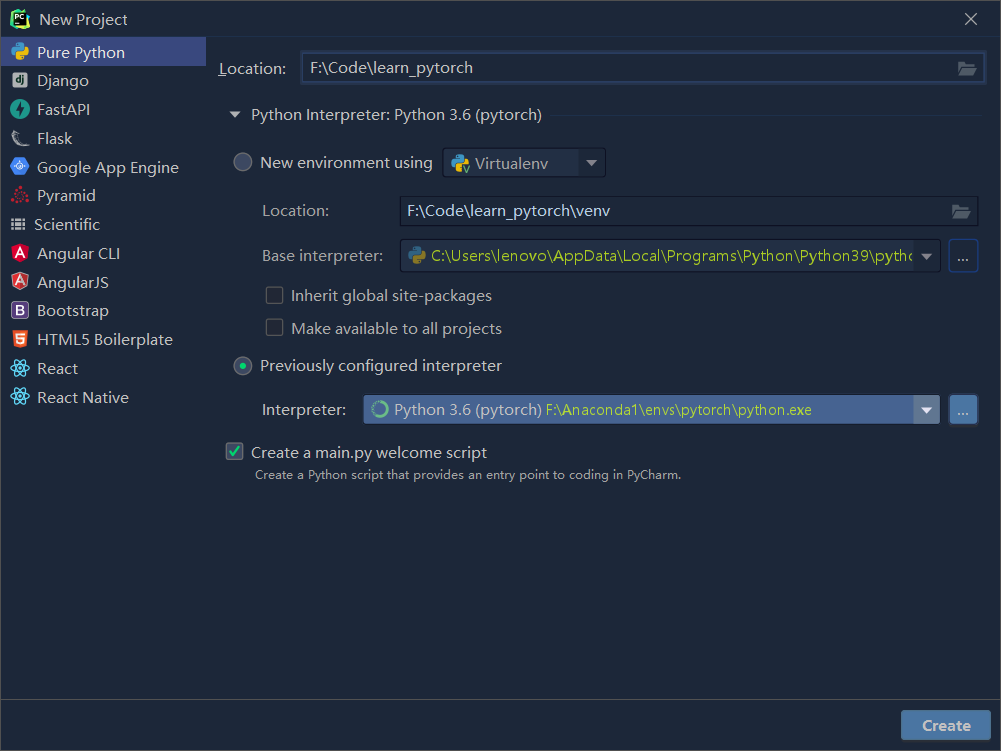 New Project
Pure Python
Django
FastAPI
Flask
Google App Engine
Pyramid
Scientific
Angular CLI
AngularJS
Bootstrap
HTML5 Boilerplate
React
React Native
Location: F:\Code\learn_pytorch
Python Interpreter: Python 3.6 (pytorch)
New environment using Virtualenv
Location: F:\Code\learn_pytorch\venv
Base interpreter: C:\Users\lenovo\AppData\Local\Programs\Python\Python39\pytho ...
Inherit global site-packages
Make available to all projects
Previously configured interpreter
Interpreter: Python 3.6 (pytorch) F:\Anaconda1\envs\pytorch\python.exe ...
Create a main.py welcome script
Create a Python script that provides an entry point to coding in PyCharm.
Create